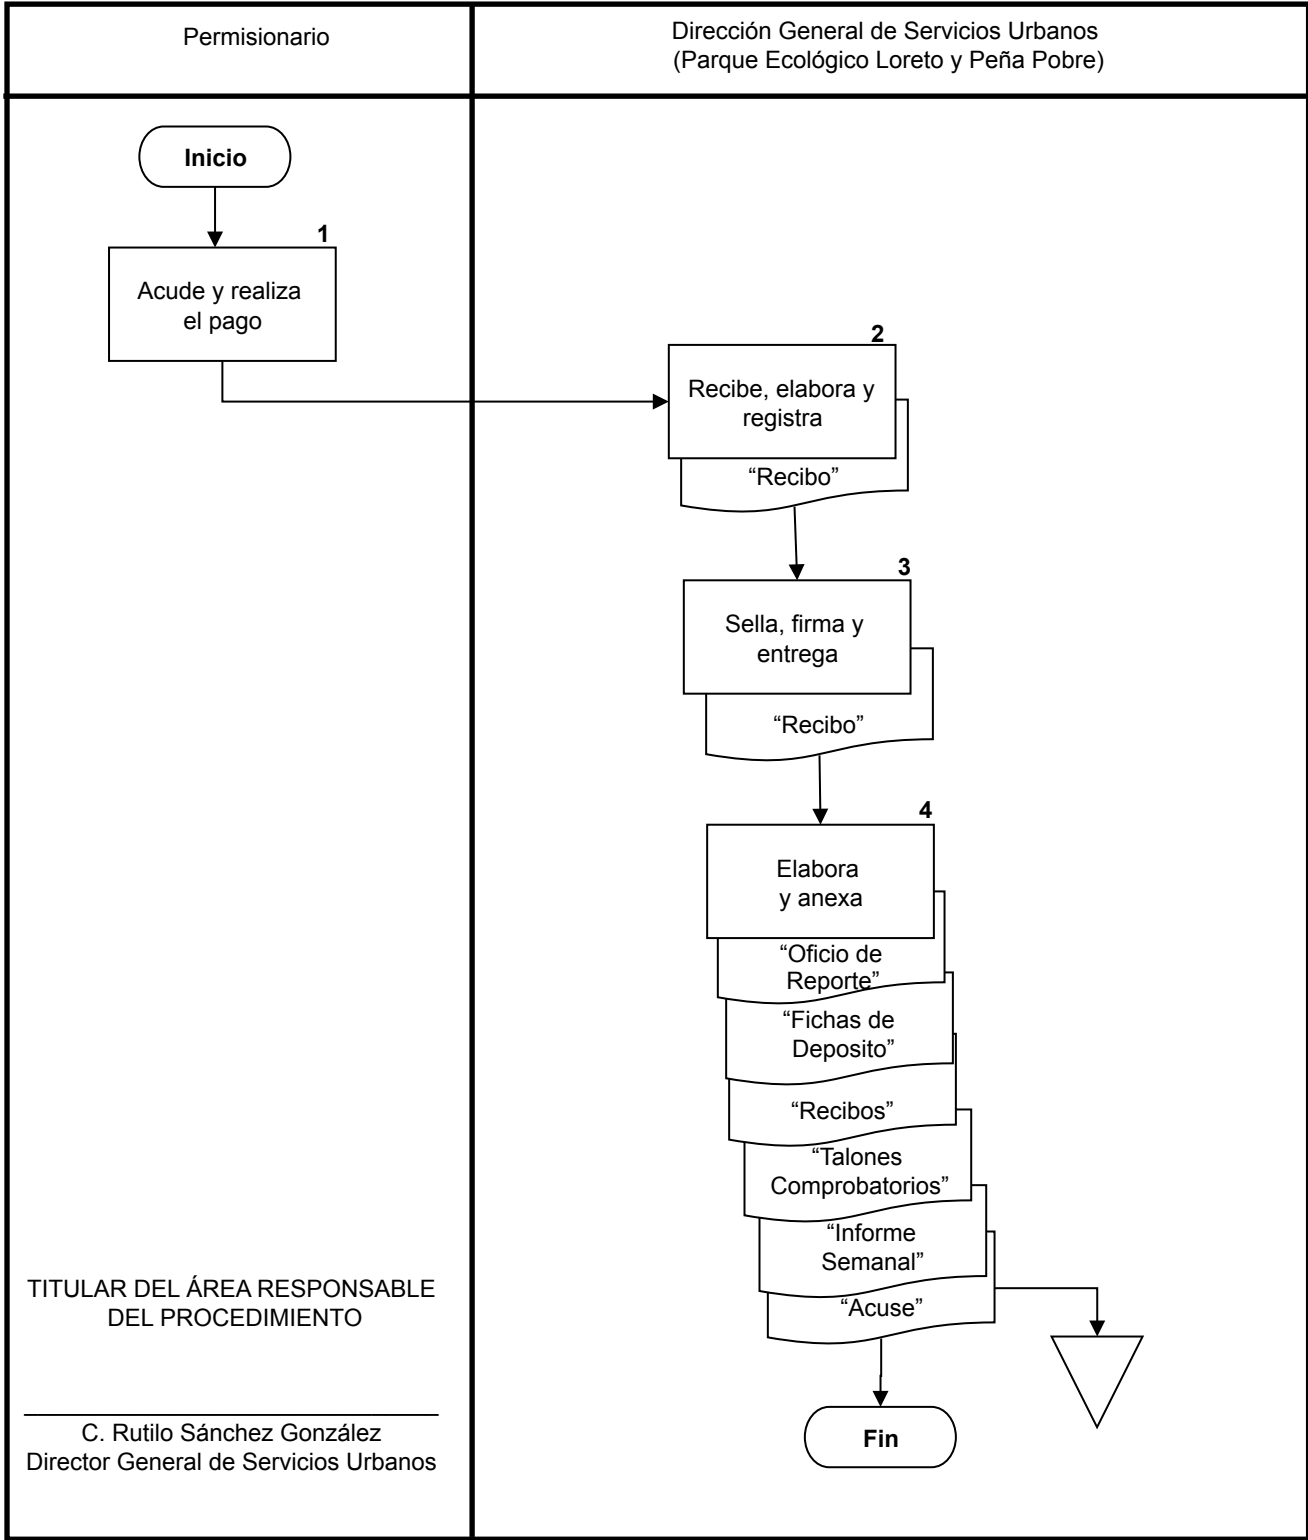 Permisionario
Dirección General de Servicios Urbanos
(Parque Ecológico Loreto y Peña Pobre)
Inicio
1
Acude y realiza
el pago
2
Recibe, elabora y
registra
“Recibo”
3
Sella, firma y
entrega
“Recibo”
4
Elabora
y anexa
“Oficio de
Reporte”
“Fichas de
Deposito”
“Recibos”
“Talones
Comprobatorios”
“Informe
Semanal”
“Acuse”
Fin
TITULAR DEL ÁREA RESPONSABLE
DEL PROCEDIMIENTO
C. Rutilo Sánchez González
Director General de Servicios Urbanos